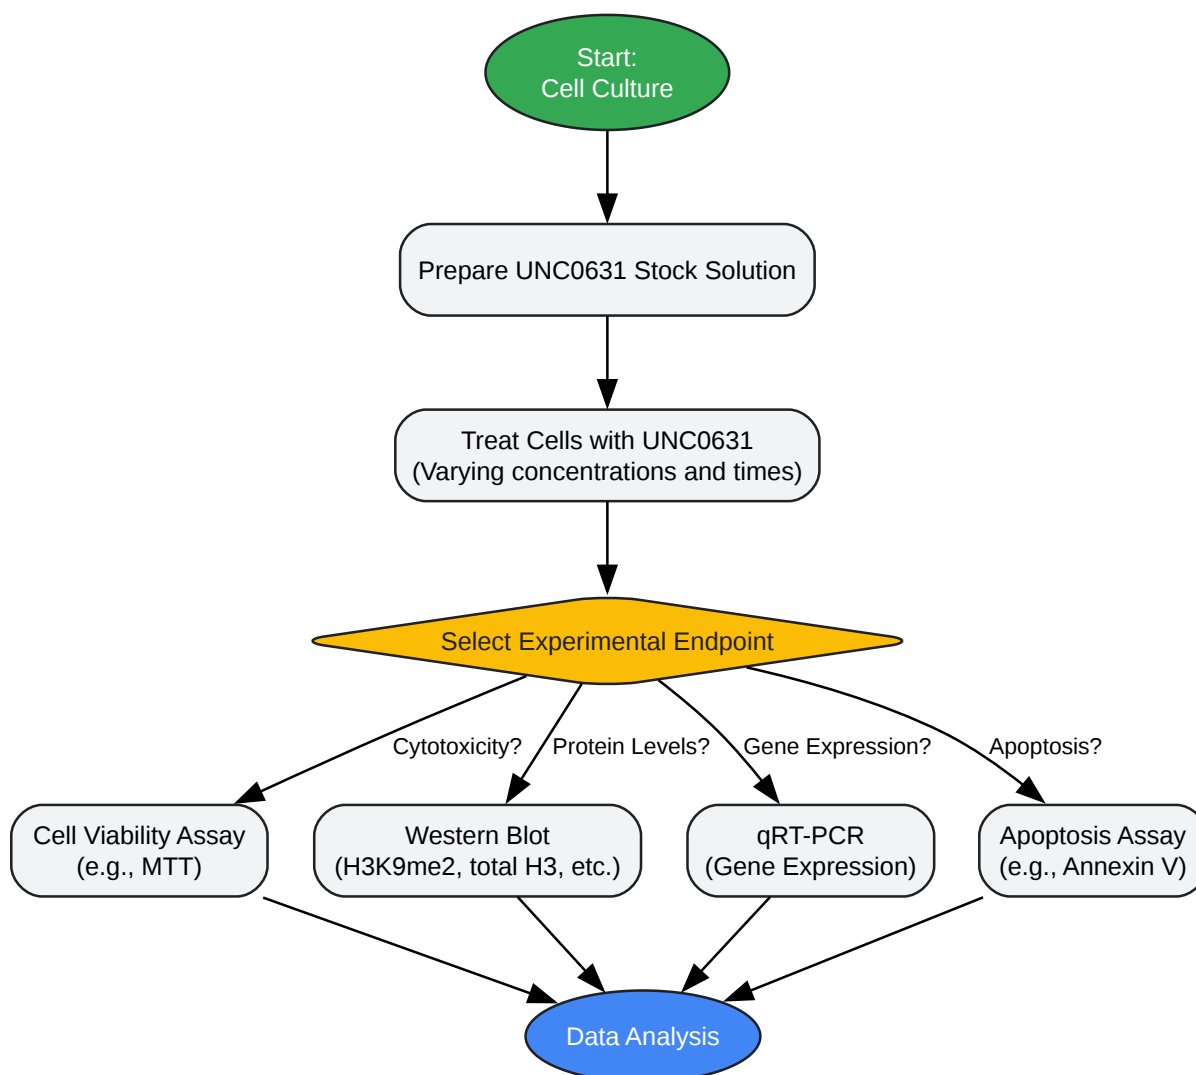 Start:
Cell Culture
Prepare UNC0631 Stock Solution
Treat Cells with UNC0631
(Varying concentrations and times)
Select Experimental Endpoint
Cytotoxicity?
Protein Levels?
Gene Expression?
Apoptosis?
Cell Viability Assay
(e.g., MTT)
Western Blot
(H3K9me2, total H3, etc.)
qRT-PCR
(Gene Expression)
Apoptosis Assay
(e.g., Annexin V)
Data Analysis